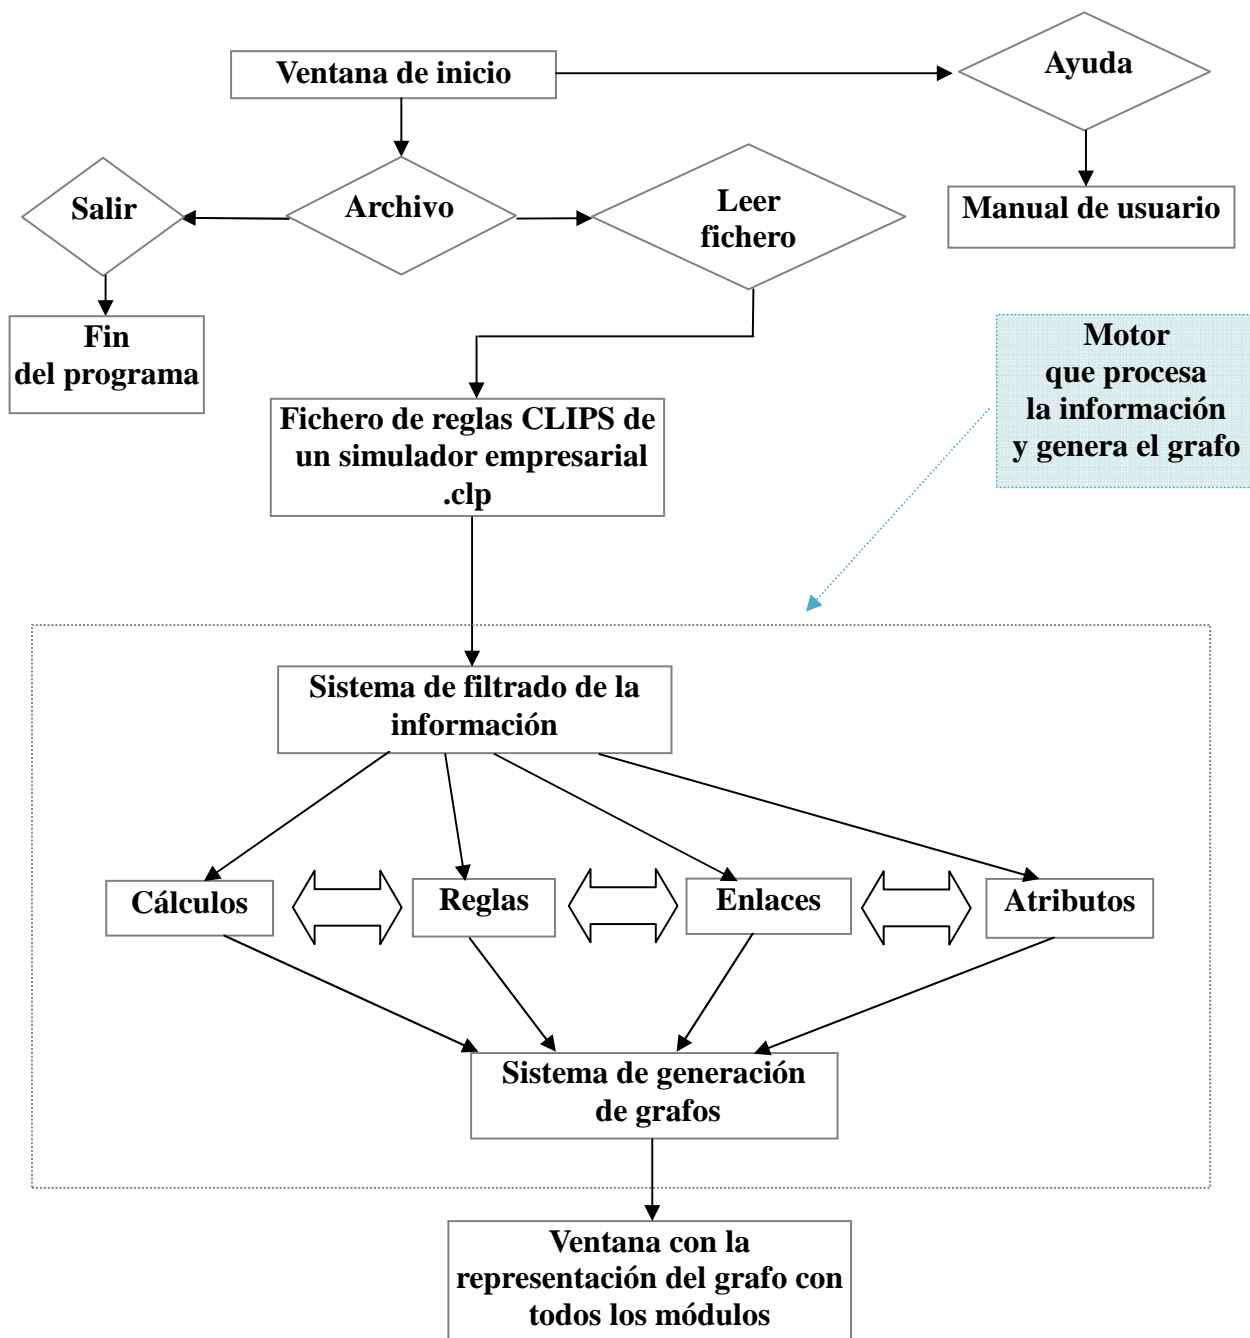 Ventana de inicio
Ayuda
Salir
Archivo
Leer
fichero
Manual de usuario
Fin
del programa
Motor
que procesa
la información
y genera el grafo
Fichero de reglas CLIPS de
un simulador empresarial
.clp
Sistema de filtrado de la
información
Cálculos
Reglas
Enlaces
Atributos
Sistema de generación
de grafos
Ventana con la
representación del grafo con
todos los módulos